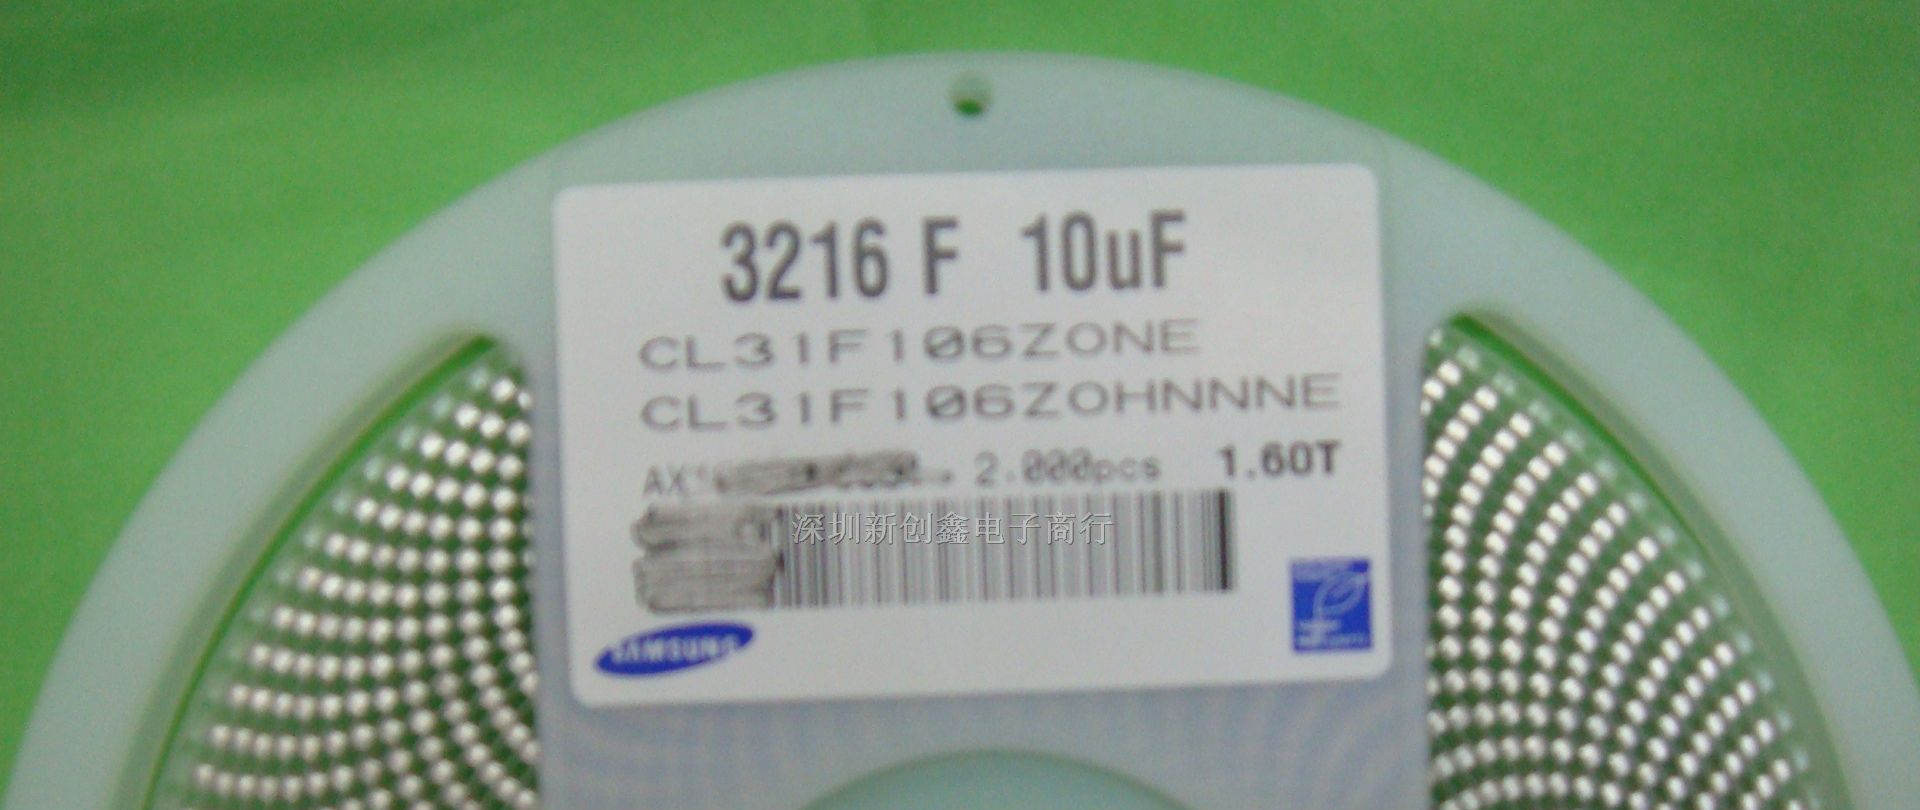 3216 F 10uF
CL31F106ZONE
CL31F106ZOHNNNE
2.000pcs 1.60T
深圳新创鑫电子商行
SAMSUNG